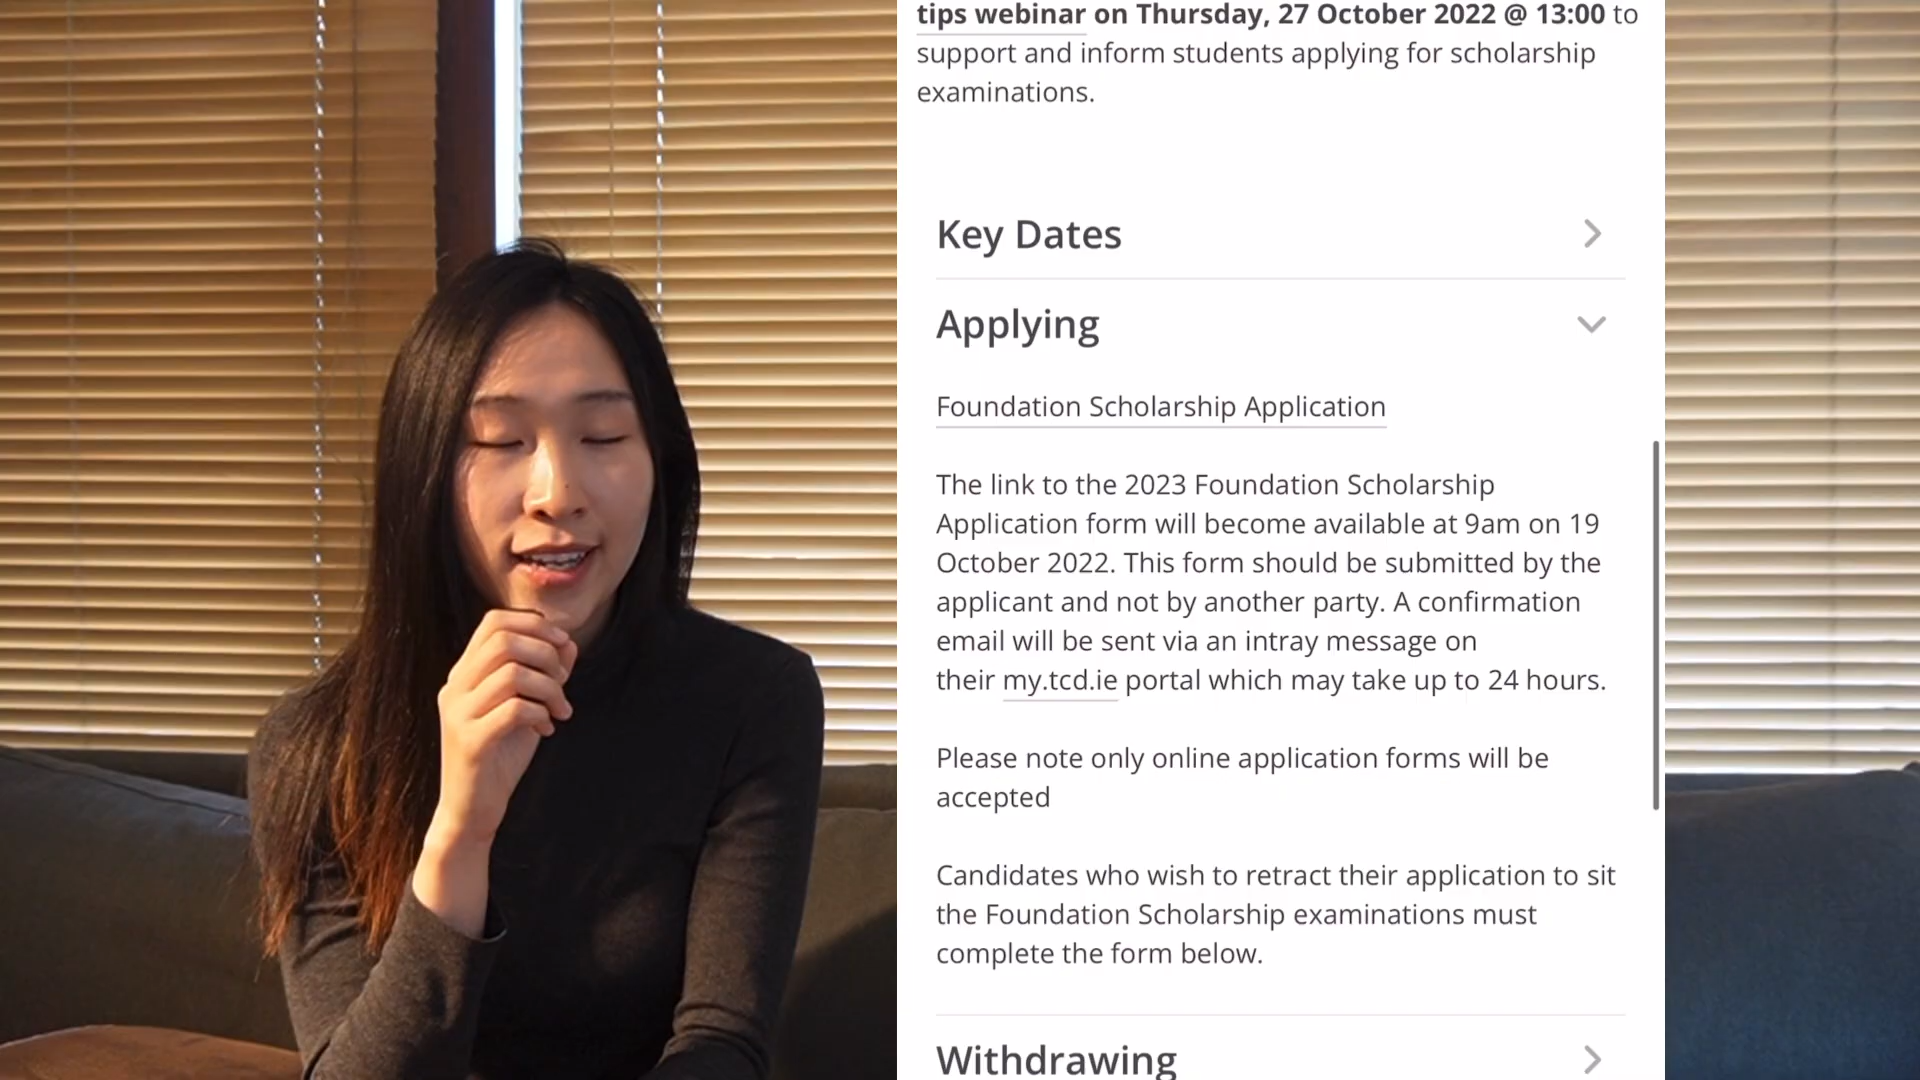 tips webinar on Thursday, 27 October 2022 @ 13:00 to
support and inform students applying for scholarship
examinations.
Key Dates
Applying
Foundation Scholarship Application
The link to the 2023 Foundation Scholarship
Application form will become available at 9am on 19
October 2022. This form should be submitted by the
applicant and not by another party. A confirmation
email will be sent via an intray message on
their my.tcd.ie portal which may take up to 24 hours.
Please note only online application forms will be
accepted
Candidates who wish to retract their application to sit
the Foundation Scholarship examinations must
complete the form below.
Withdrawing